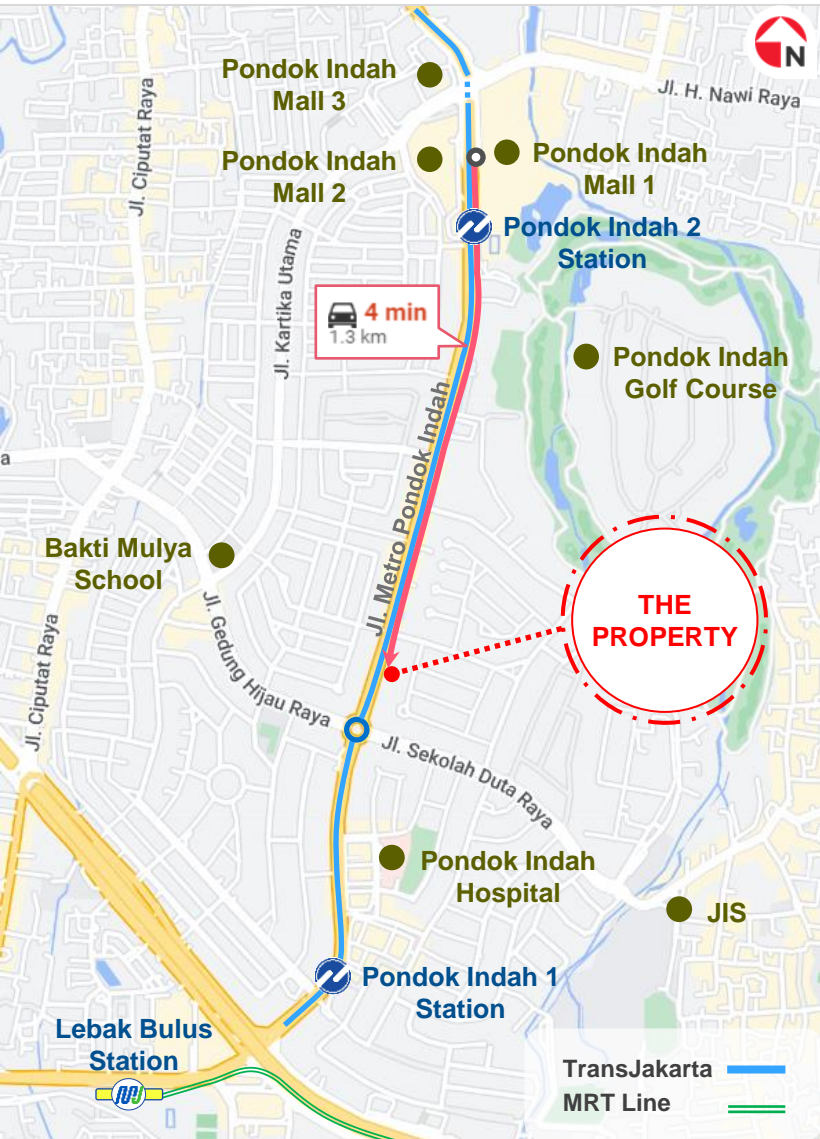 N
Pondok Indah
Mall 3
Jl. H. Nawi Raya
Jl. Ciputat Raya
Pondok Indah
Mall 2
Pondok Indah
Mall 1
Pondok Indah 2
Station
Jl. Kartika Utama
4 min
1.3 km
Pondok Indah
Golf Course
Jl. Metro Pondok Indah
a
Bakti Mulya
School
THE
PROPERTY
Jl. Gedung Hijau Raya
Jl. Ciputat Raya
Jl. Sekolah Duta Raya
Pondok Indah
Hospital
JIS
Pondok Indah 1
Station
Lebak Bulus
Station
TransJakarta
MRT Line